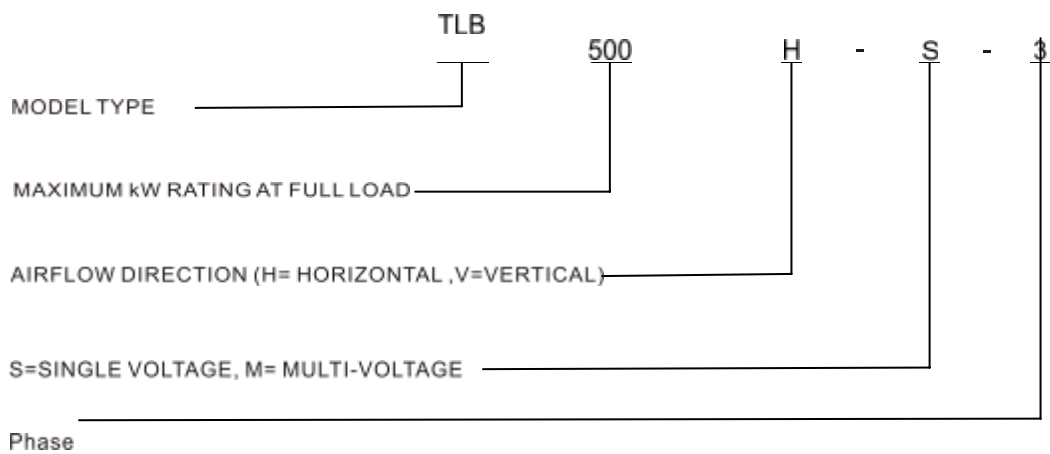 TLB
500 H - S - 3
MODEL TYPE
MAXIMUM kW RATING AT FULL LOAD
AIRFLOW DIRECTION (H= HORIZONTAL ,V=VERTICAL)
S=SINGLE VOLTAGE, M= MULTI-VOLTAGE
Phase